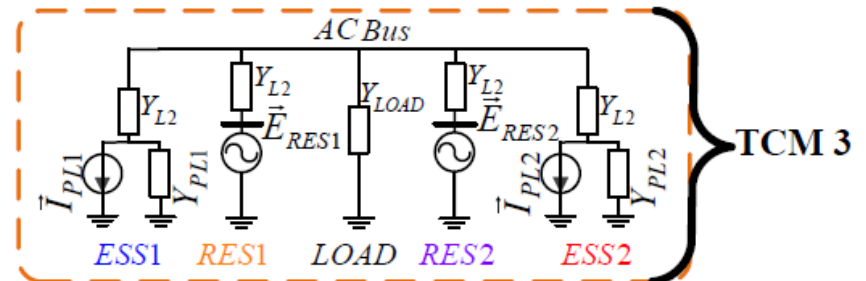 AC Bus
Y_L2
Y_L2
Y_LOAD
Y_L2
Y_L2
E_RES1
E_RES2
I_PL1
Y_PL1
I_PL2
Y_PL2
TCM 3
ESS1 RES1 LOAD RES2 ESS2